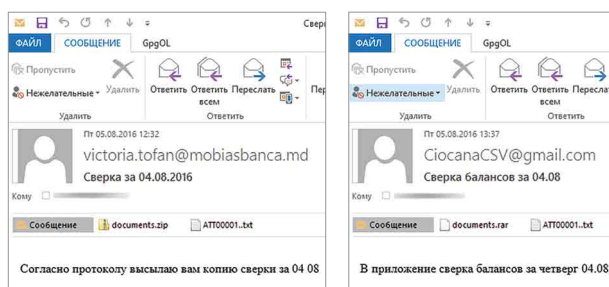 Свер
ФАЙЛ СООБЩЕНИЕ GpgOL
Пропустить
Нежелательные
Удалить
Ответить Ответить всем Переслать
Пер
Удалить Ответить
Пт 05.08.2016 12:32
victoria.tofan@mobiasbanca.md
Сверка за 04.08.2016
Кому
Сообщение documents.zip ATT00001..txt
Согласно протоколу высылаю вам копию сверки за 04 08
ФАЙЛ СООБЩЕНИЕ GpgOL
Пропустить
Нежелательные
Удалить
Ответить Ответить всем Переслат
Удалить Ответить
Пт 05.08.2016 13:37
CiocanaCSV@gmail.com
Сверка балансов за 04.08
Кому
Сообщение documents.rar ATT00001..txt
В приложение сверка балансов за четверг 04.08